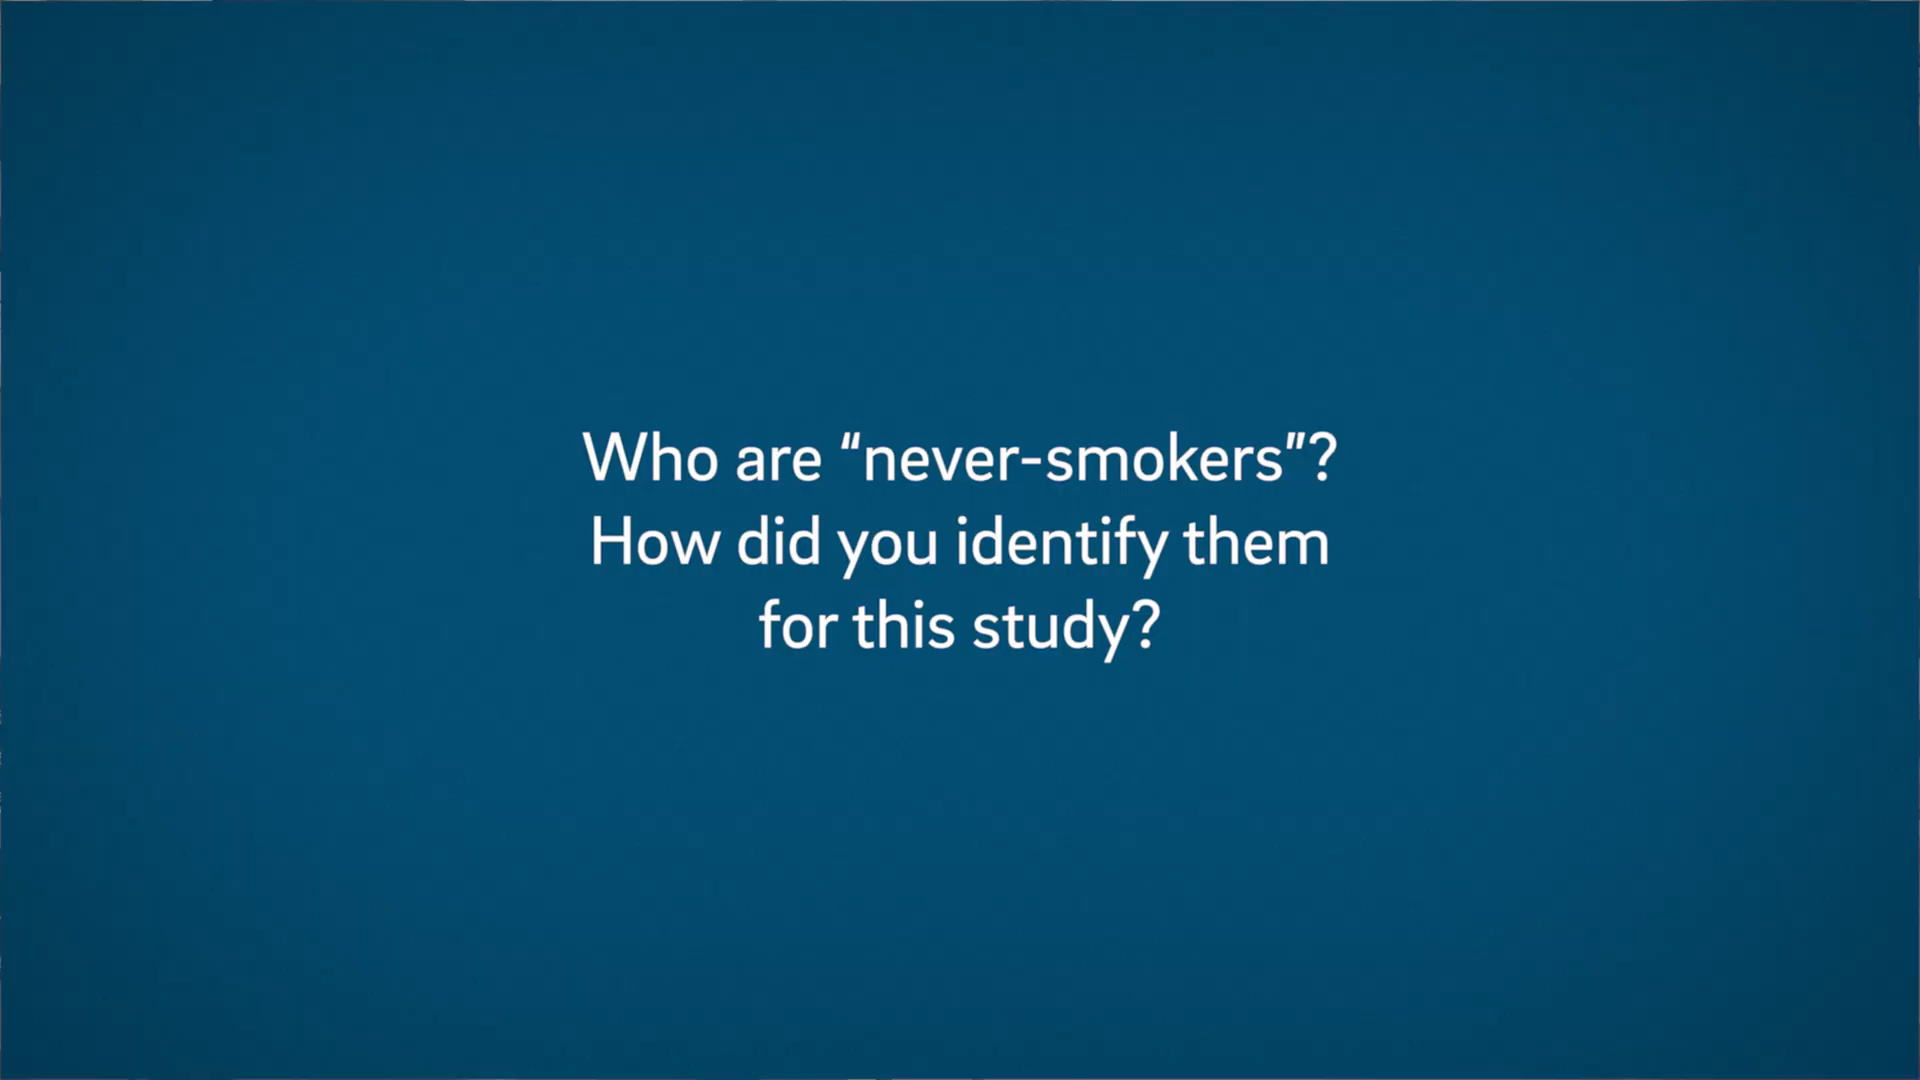 Who are “never-smokers”?
How did you identify them
for this study?